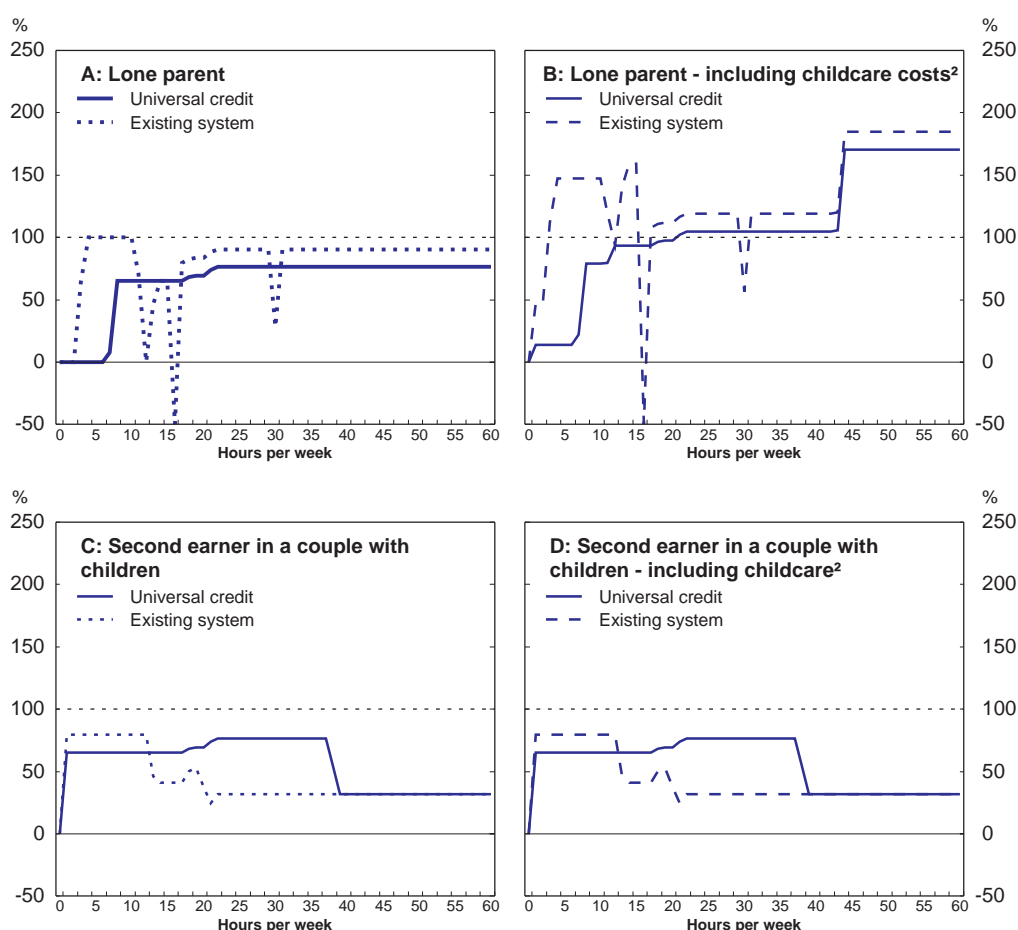 %
%
250
200
150
100
50
0
-50
A: Lone parent
Universal credit
Existing system
0 5 10 15 20 25 30 35 40 45 50 55 60
Hours per week
B: Lone parent - including childcare costs²
Universal credit
Existing system
0 5 10 15 20 25 30 35 40 45 50 55 60
Hours per week
250
200
150
100
50
0
-50
%
%
250
200
150
100
50
0
-50
C: Second earner in a couple with
children
Universal credit
Existing system
0 5 10 15 20 25 30 35 40 45 50 55 60
Hours per week
D: Second earner in a couple with
children - including childcare²
Universal credit
Existing system
0 5 10 15 20 25 30 35 40 45 50 55 60
Hours per week
250
200
150
100
50
0
-50